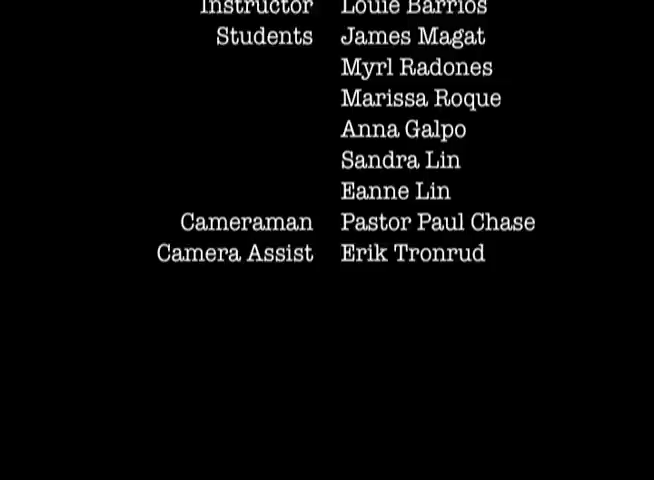 Instructor Louie Barrios
Students James Magat
Myrl Radones
Marissa Roque
Anna Galpo
Sandra Lin
Eanne Lin
Cameraman Pastor Paul Chase
Camera Assist Erik Tronrud